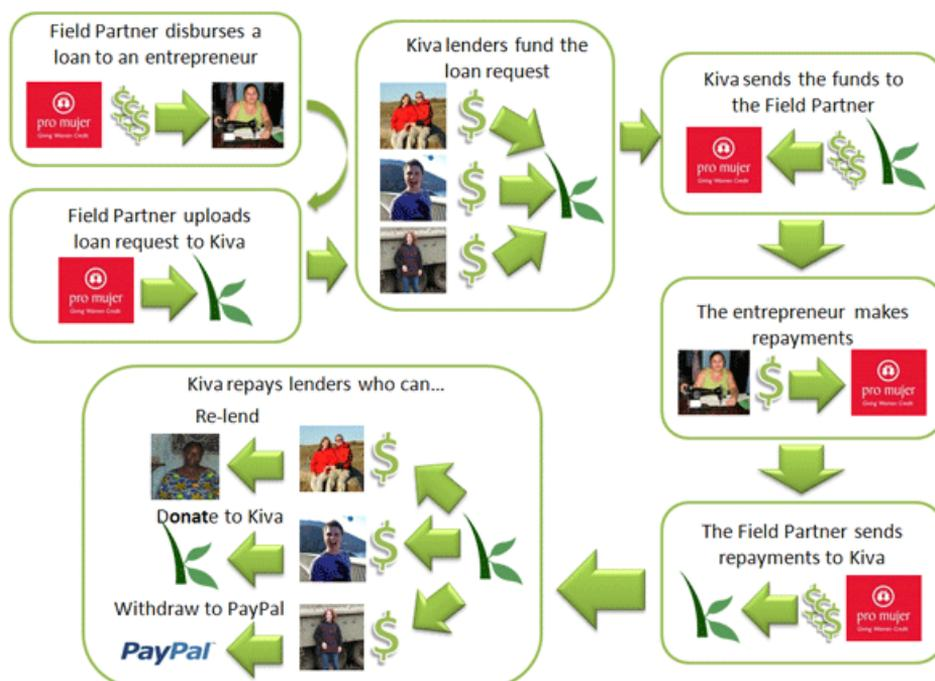 Field Partner disburses a
loan to an entrepreneur
pro mujer
Giving Women Credit
$$$
Field Partner uploads
loan request to Kiva
pro mujer
Giving Women Credit
Kiva lenders fund the
loan request
$
$
$
Kiva sends the funds to
the Field Partner
pro mujer
Giving Women Credit
$$$
The entrepreneur makes
repayments
$
pro mujer
Giving Women Credit
The Field Partner sends
repayments to Kiva
$$$
pro mujer
Giving Women Credit
Kiva repays lenders who can...
Re-lend
$
Donate to Kiva
$
Withdraw to PayPal
PayPal
$